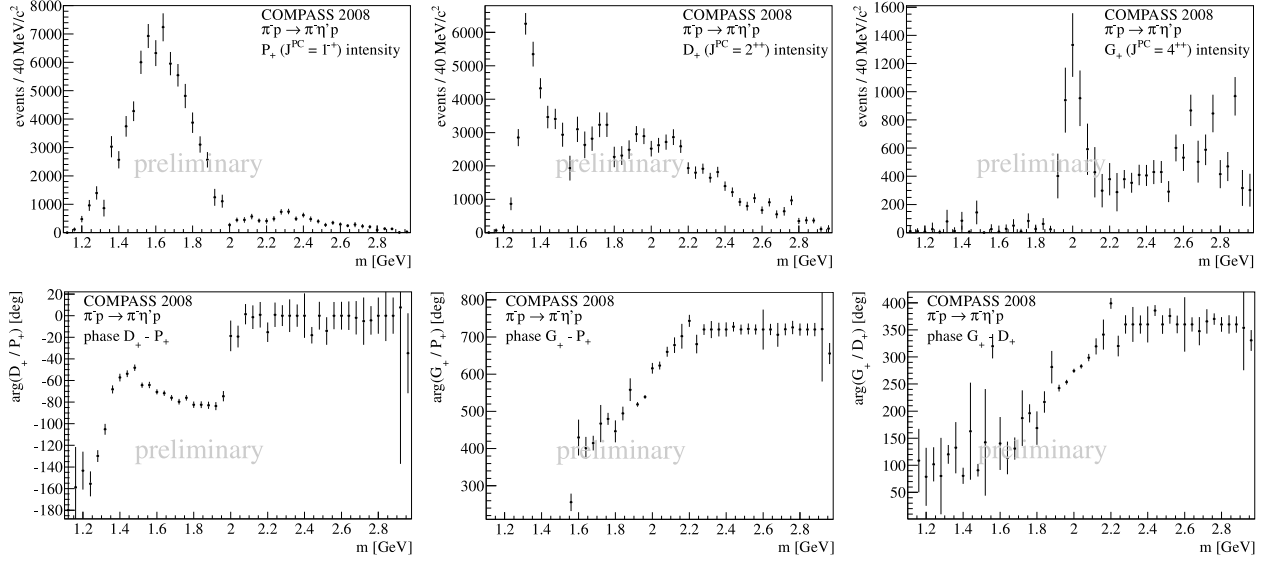 COMPASS 2008
π⁻p → π⁻η'p
P₊ (Jᴾᶜ = 1⁻⁺) intensity
events / 40 MeV/c²
8000
7000
6000
5000
4000
3000
2000
1000
0
preliminary
1.2 1.4 1.6 1.8 2 2.2 2.4 2.6 2.8
m [GeV]
COMPASS 2008
π⁻p → π⁻η'p
D₊ (Jᴾᶜ = 2⁺⁺) intensity
events / 40 MeV/c²
6000
5000
4000
3000
2000
1000
0
preliminary
1.2 1.4 1.6 1.8 2 2.2 2.4 2.6 2.8
m [GeV]
COMPASS 2008
π⁻p → π⁻η'p
G₊ (Jᴾᶜ = 4⁺⁺) intensity
events / 40 MeV/c²
1600
1400
1200
1000
800
600
400
200
0
preliminary
1.2 1.4 1.6 1.8 2 2.2 2.4 2.6 2.8
m [GeV]
COMPASS 2008
π⁻p → π⁻η'p
phase D₊ - P₊
arg(D₊ / P₊) [deg]
20
0
-20
-40
-60
-80
-100
-120
-140
-160
-180
preliminary
1.2 1.4 1.6 1.8 2 2.2 2.4 2.6 2.8
m [GeV]
COMPASS 2008
π⁻p → π⁻η'p
phase G₊ - P₊
arg(G₊ / P₊) [deg]
800
700
600
500
400
300
preliminary
1.2 1.4 1.6 1.8 2 2.2 2.4 2.6 2.8
m [GeV]
COMPASS 2008
π⁻p → π⁻η'p
phase G₊ - D₊
arg(G₊ / D₊) [deg]
400
350
300
250
200
150
100
50
preliminary
1.2 1.4 1.6 1.8 2 2.2 2.4 2.6 2.8
m [GeV]